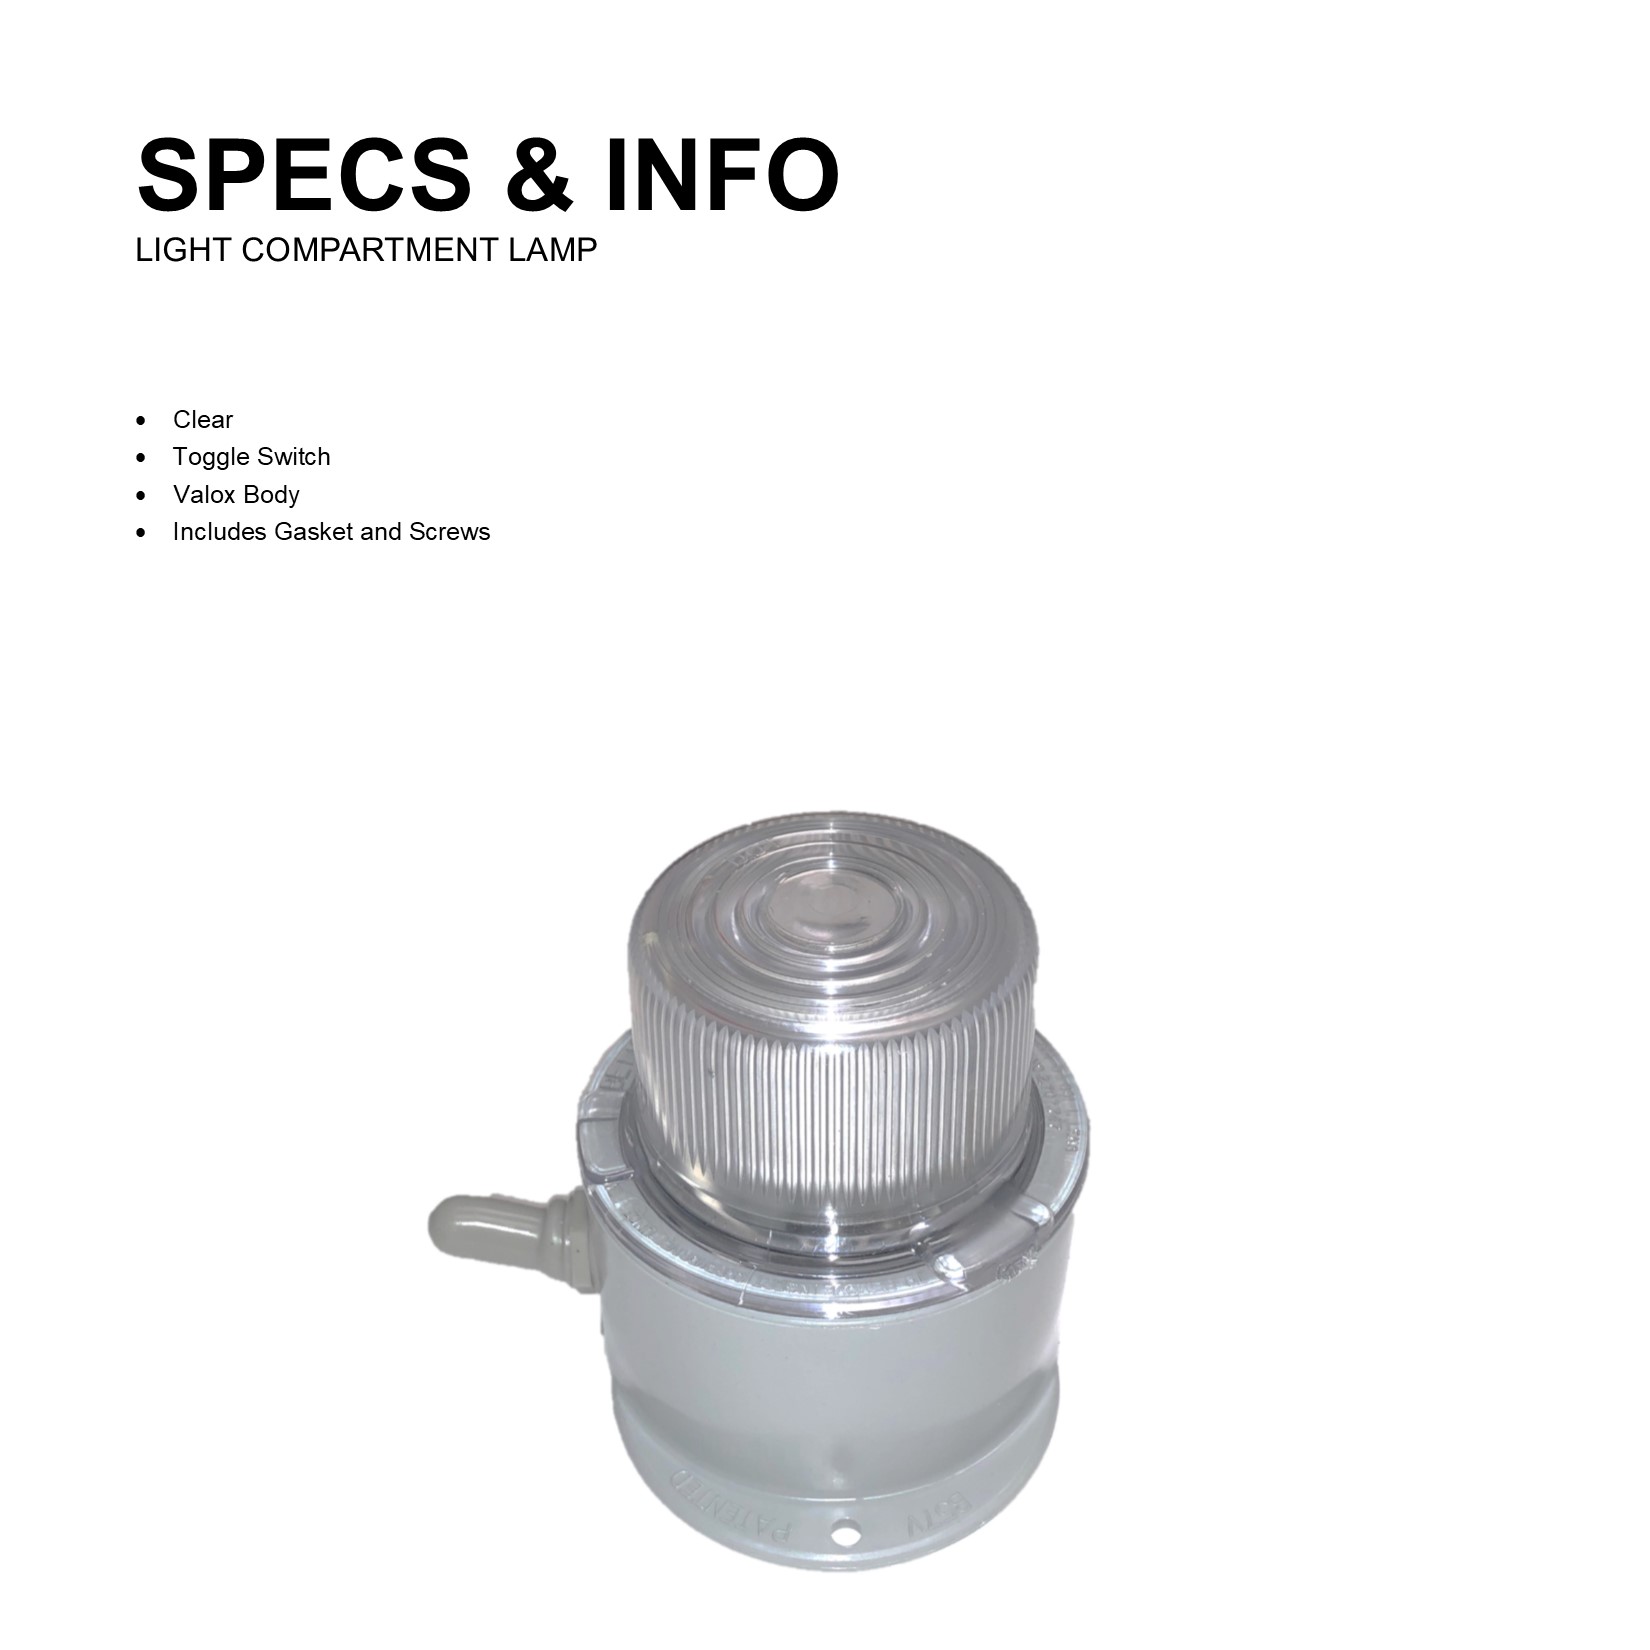 SPECS & INFO
LIGHT COMPARTMENT LAMP
• Clear
• Toggle Switch
• Valox Body
• Includes Gasket and Screws
PATENTED